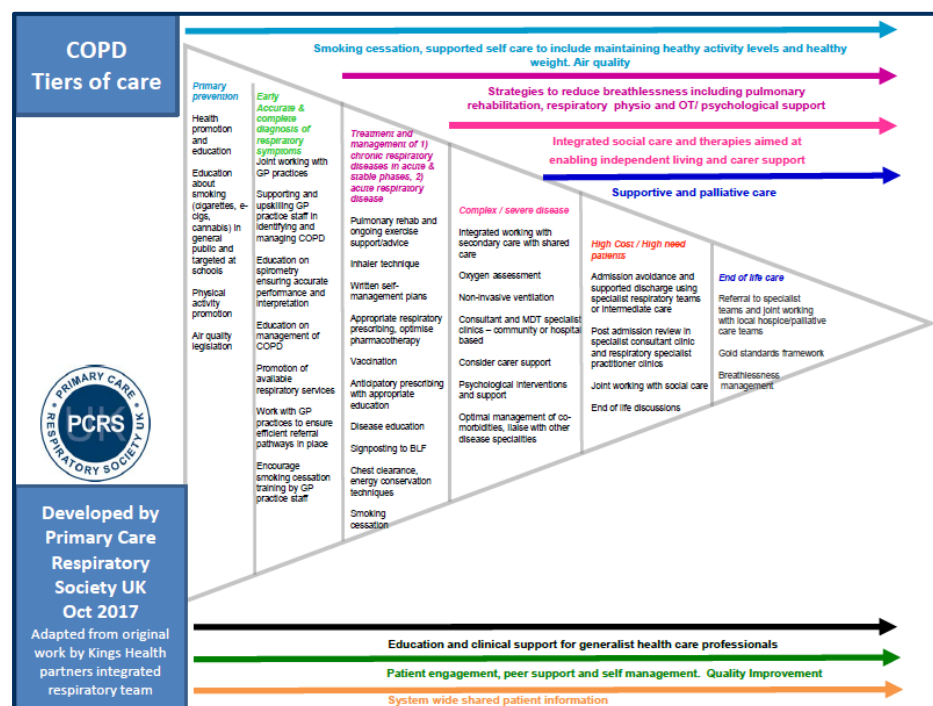 COPD
Tiers of care
Smoking cessation, supported self care to include maintaining heathy activity levels and healthy
weight. Air quality
Strategies to reduce breathlessness including pulmonary
rehabilitation, respiratory physio and OT/ psychological support
Integrated social care and therapies aimed at
enabling independent living and carer support
Supportive and palliative care
Primary
prevention
Health
promotion
and
education
Education
about
smoking
(cigarettes, e-
cigs,
cannabis) in
general
public and
targeted at
schools
Physical
activity
promotion
Air quality
legislation
Early
Accurate &
complete
diagnosis of
respiratory
symptoms
Joint working with
GP practices
Supporting and
upskilling GP
practice staff in
identifying and
managing COPD
Education on
spirometry
ensuring accurate
performance and
interpretation
Education on
management of
COPD
Promotion of
available
respiratory services
Work with GP
practices to ensure
efficient referral
pathways in place
Encourage
smoking cessation
training by GP
practice staff
Treatment and
management of 1)
chronic respiratory
diseases in acute &
stable phases, 2)
acute respiratory
disease
Pulmonary rehab and
ongoing exercise
support/advice
Inhaler technique
Written self-
management plans
Appropriate respiratory
prescribing, optimise
pharmacotherapy
Vaccination
Anticipatory prescribing
with appropriate
education
Disease education
Signposting to BLF
Chest clearance,
energy conservation
techniques
Smoking
cessation
Complex / severe disease
Integrated working with
secondary care with shared
care
Oxygen assessment
Non-invasive ventilation
Consultant and MDT specialist
clinics – community or hospital
based
Consider carer support
Psychological interventions
and support
Optimal management of co-
morbidities, liaise with other
disease specialities
High Cost / High need
patients
Admission avoidance and
supported discharge using
specialist respiratory teams
or intermediate care
Post admission review in
specialist consultant clinic
and respiratory specialist
practitioner clinics
Joint working with social care
End of life discussions
End of life care
Referral to specialist
teams and joint working
with local hospice/palliative
care teams
Gold standards framework
Breathlessness
management
PRIMARY CARE
RESPIRATORY SOCIETY UK
UK
PCRS
Developed by
Primary Care
Respiratory
Society UK
Oct 2017
Adapted from original
work by Kings Health
partners integrated
respiratory team
Education and clinical support for generalist health care professionals
Patient engagement, peer support and self management. Quality Improvement
System wide shared patient information